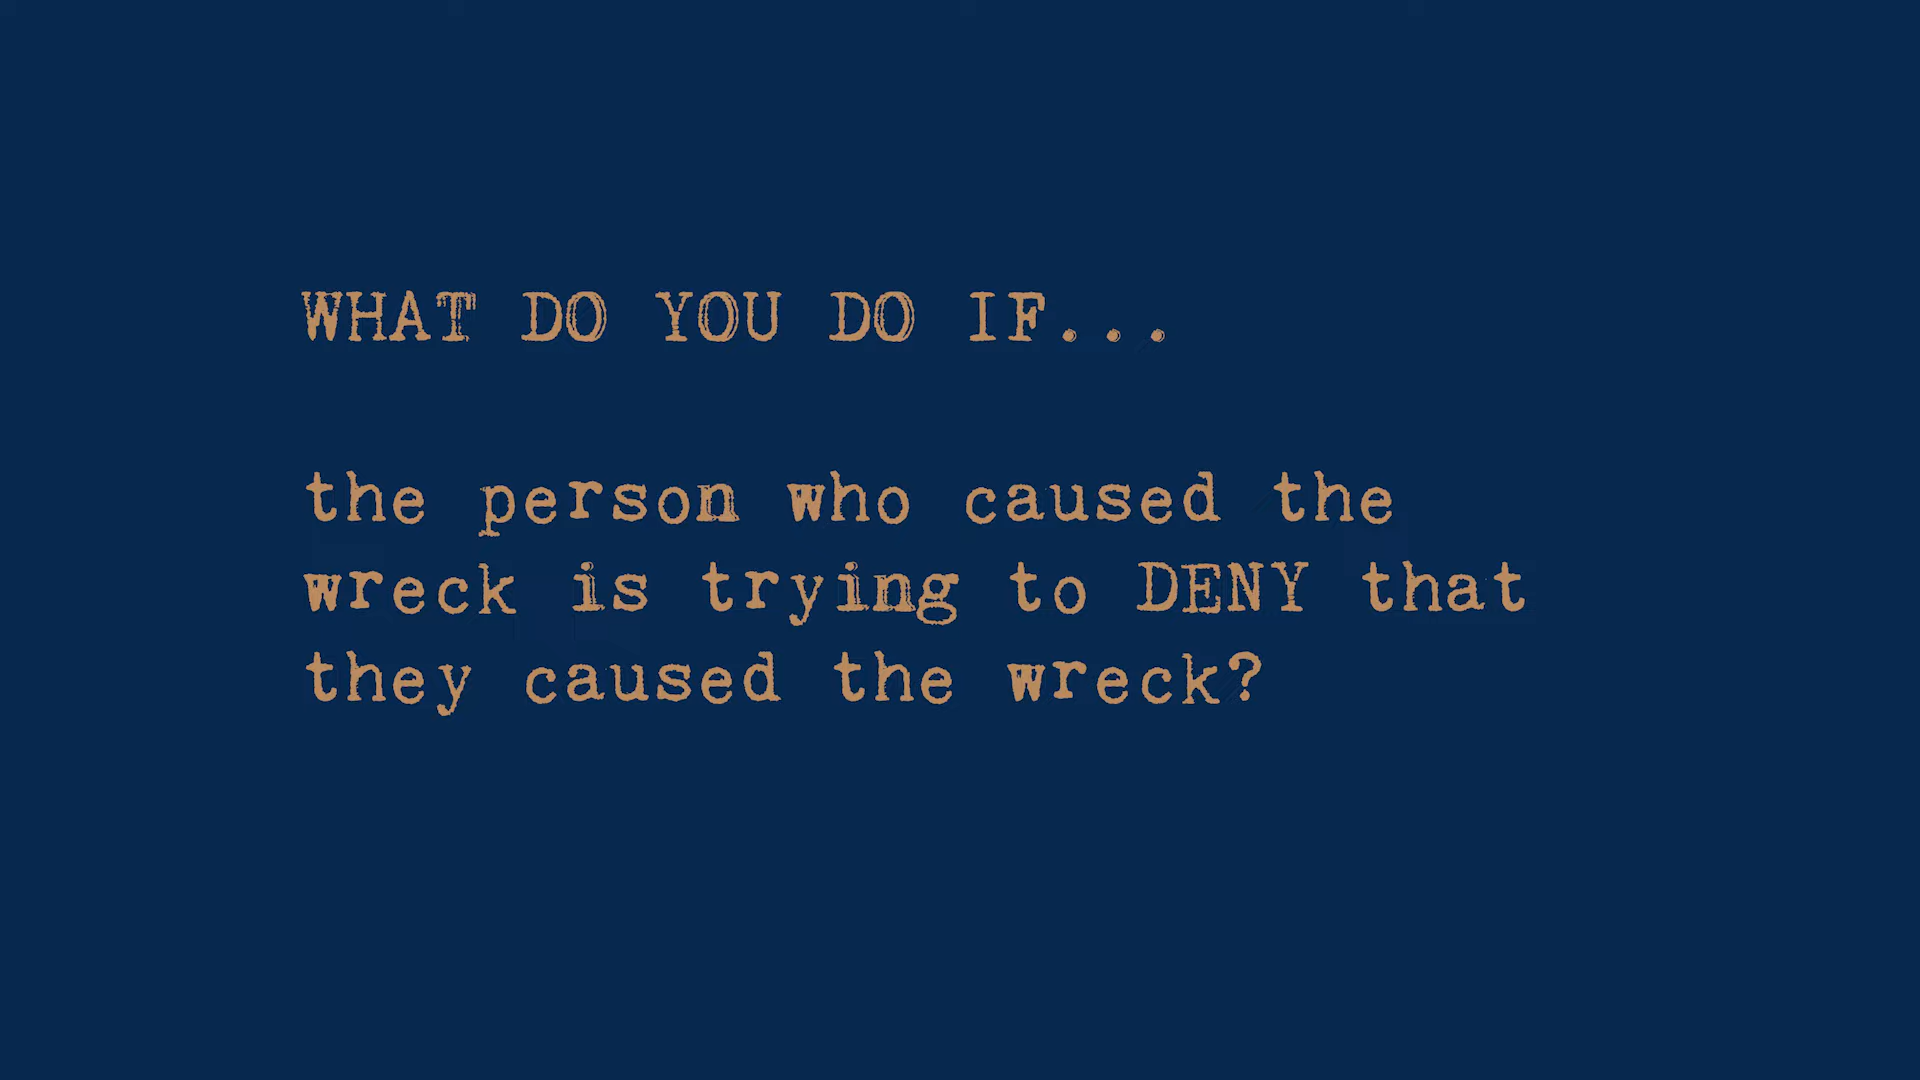 WHAT DO YOU DO IF...
the person who caused the
wreck is trying to DENY that
they caused the wreck?